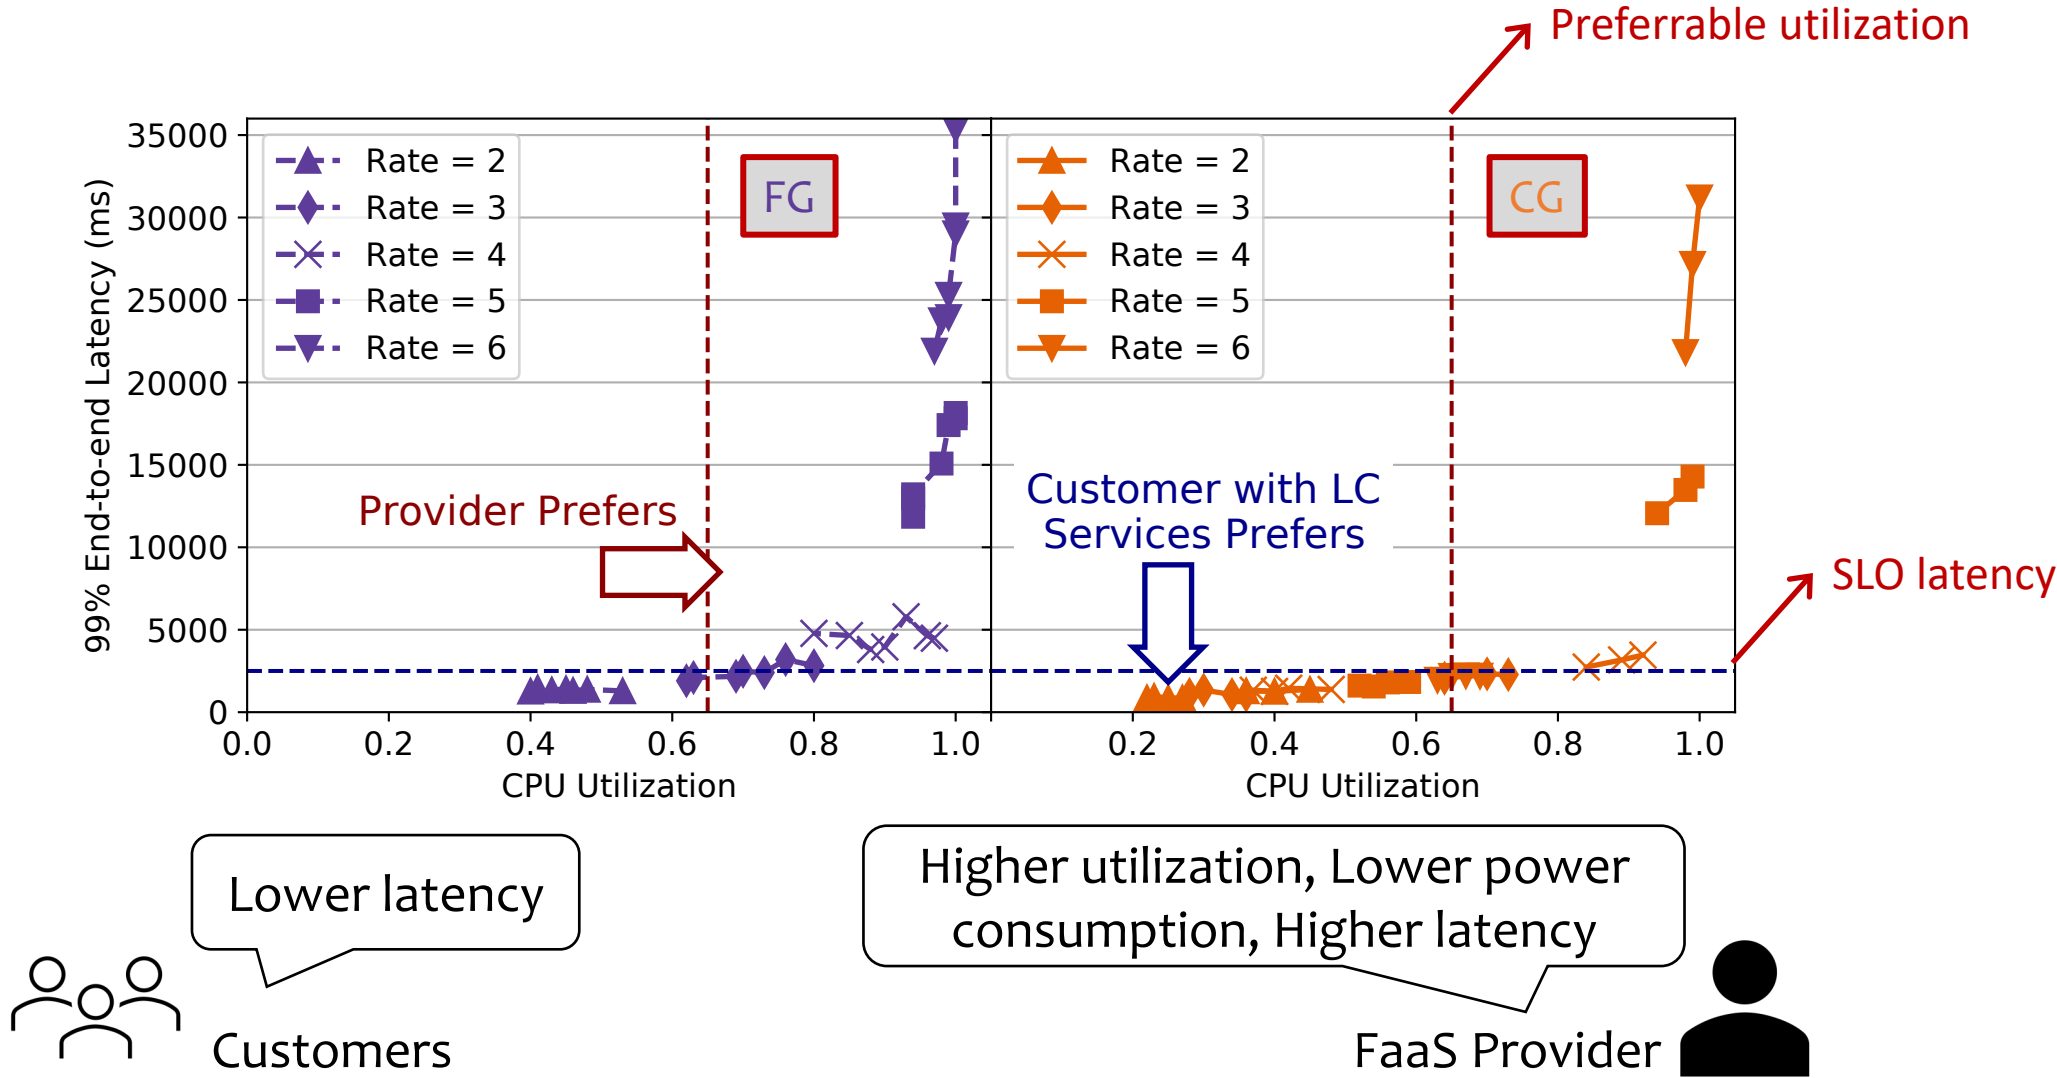 Preferrable utilization
99% End-to-end Latency (ms)
35000
30000
25000
20000
15000
10000
5000
0
Rate = 2
Rate = 3
Rate = 4
Rate = 5
Rate = 6
FG
Provider Prefers
0.0
0.2
0.4
0.6
0.8
1.0
CPU Utilization
Rate = 2
Rate = 3
Rate = 4
Rate = 5
Rate = 6
CG
Customer with LC
Services Prefers
SLO latency
0.2
0.4
0.6
0.8
1.0
CPU Utilization
Lower latency
Customers
Higher utilization, Lower power
consumption, Higher latency
FaaS Provider